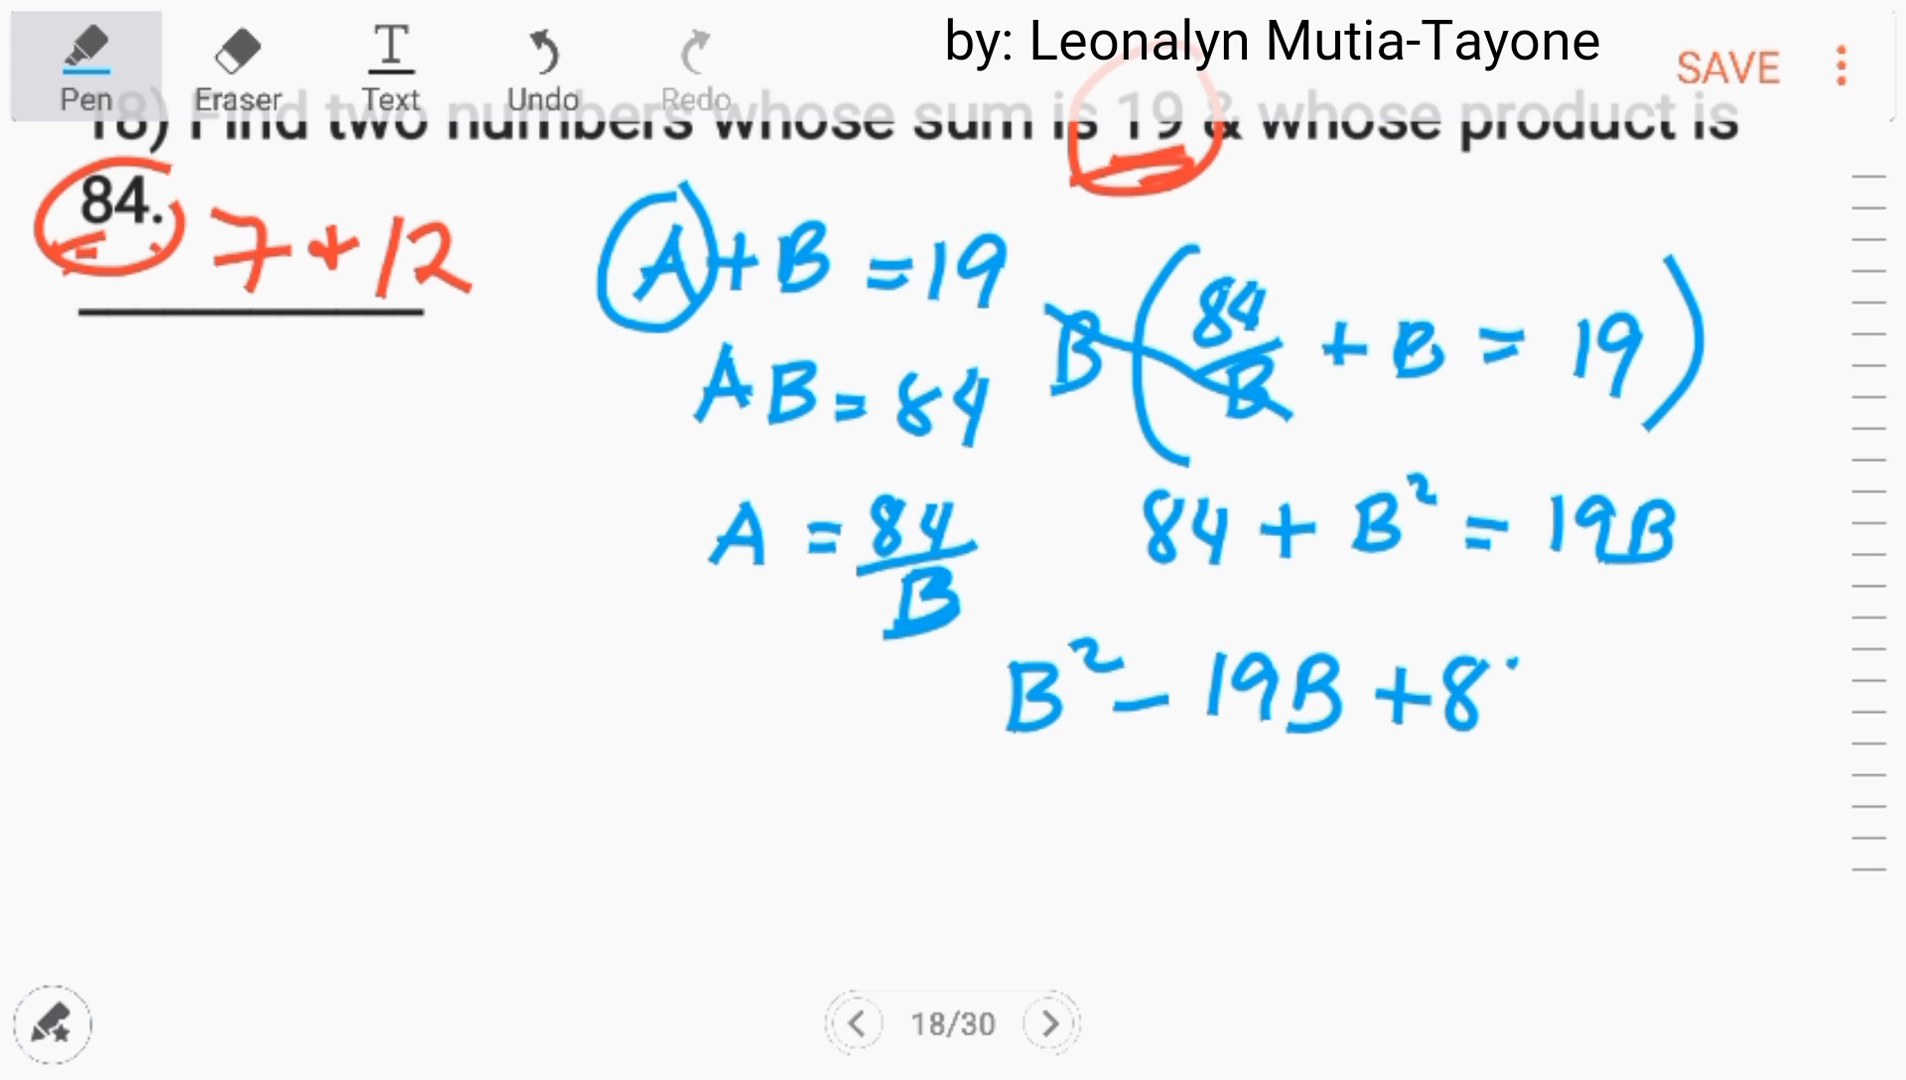 by: Leonalyn Mutia-Tayone
SAVE
Pen Eraser Text Undo Redo
18) Find two numbers whose sum is 19 & whose product is
84.
7 + 12
A + B = 19
AB = 84
A = 84/B
B(84/B + B = 19)
84 + B² = 19B
B² - 19B + 8
18/30